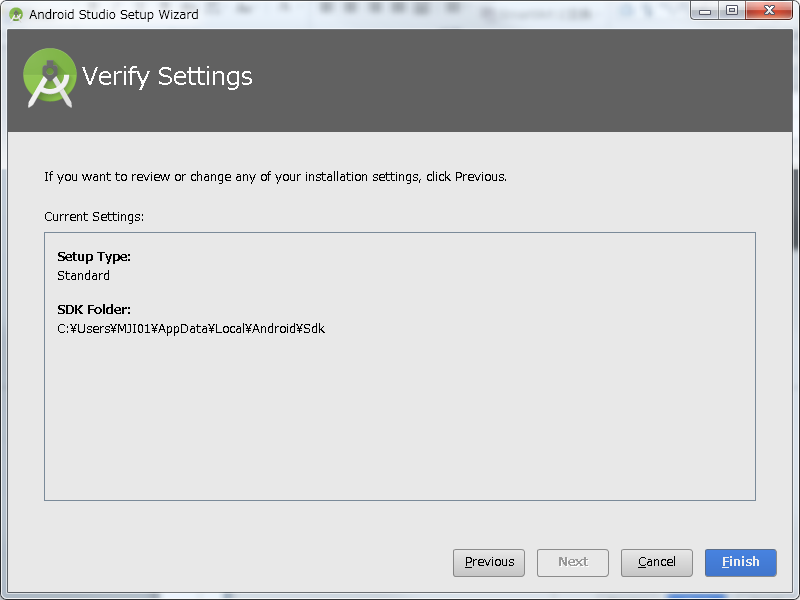 Android Studio Setup Wizard
Verify Settings
If you want to review or change any of your installation settings, click Previous.
Current Settings:
Setup Type:
Standard
SDK Folder:
C:¥Users¥MJI01¥AppData¥Local¥Android¥Sdk
Previous
Next
Cancel
Finish